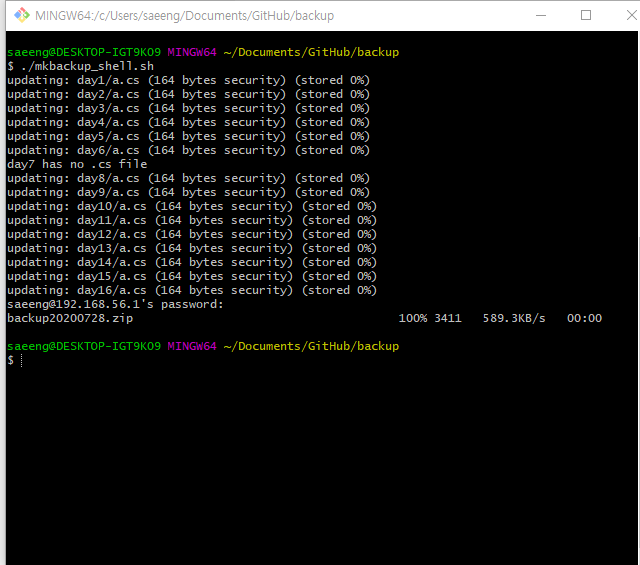 MINGW64:/c/Users/saeeng/Documents/GitHub/backup
saeeng@DESKTOP-IGT9KO9 MINGW64 ~/Documents/GitHub/backup
$ ./mkbackup_shell.sh
updating: day1/a.cs (164 bytes security) (stored 0%)
updating: day2/a.cs (164 bytes security) (stored 0%)
updating: day3/a.cs (164 bytes security) (stored 0%)
updating: day4/a.cs (164 bytes security) (stored 0%)
updating: day5/a.cs (164 bytes security) (stored 0%)
updating: day6/a.cs (164 bytes security) (stored 0%)
day7 has no .cs file
updating: day8/a.cs (164 bytes security) (stored 0%)
updating: day9/a.cs (164 bytes security) (stored 0%)
updating: day10/a.cs (164 bytes security) (stored 0%)
updating: day11/a.cs (164 bytes security) (stored 0%)
updating: day12/a.cs (164 bytes security) (stored 0%)
updating: day13/a.cs (164 bytes security) (stored 0%)
updating: day14/a.cs (164 bytes security) (stored 0%)
updating: day15/a.cs (164 bytes security) (stored 0%)
updating: day16/a.cs (164 bytes security) (stored 0%)
saeeng@192.168.56.1's password:
backup20200728.zip 100% 3411 589.3KB/s 00:00
saeeng@DESKTOP-IGT9KO9 MINGW64 ~/Documents/GitHub/backup
$